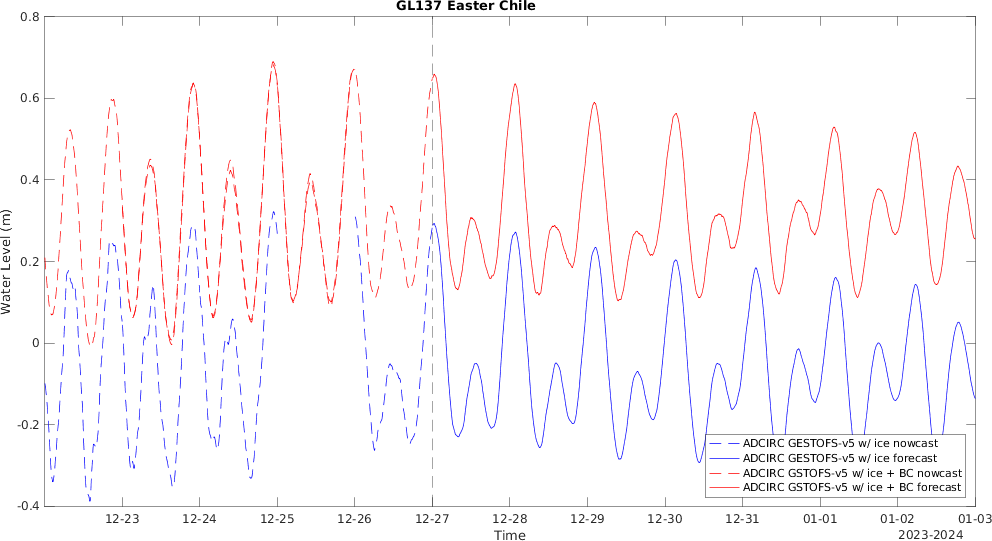 GL137 Easter Chile
0.8
0.6
0.4
0.2
0
-0.2
-0.4
Water Level (m)
12-23
12-24
12-25
12-26
12-27
12-28
12-29
12-30
12-31
01-01
01-02
01-03
Time
2023-2024
ADCIRC GESTOFS-v5 w/ ice nowcast
ADCIRC GESTOFS-v5 w/ ice forecast
ADCIRC GSTOFS-v5 w/ ice + BC nowcast
ADCIRC GSTOFS-v5 w/ ice + BC forecast